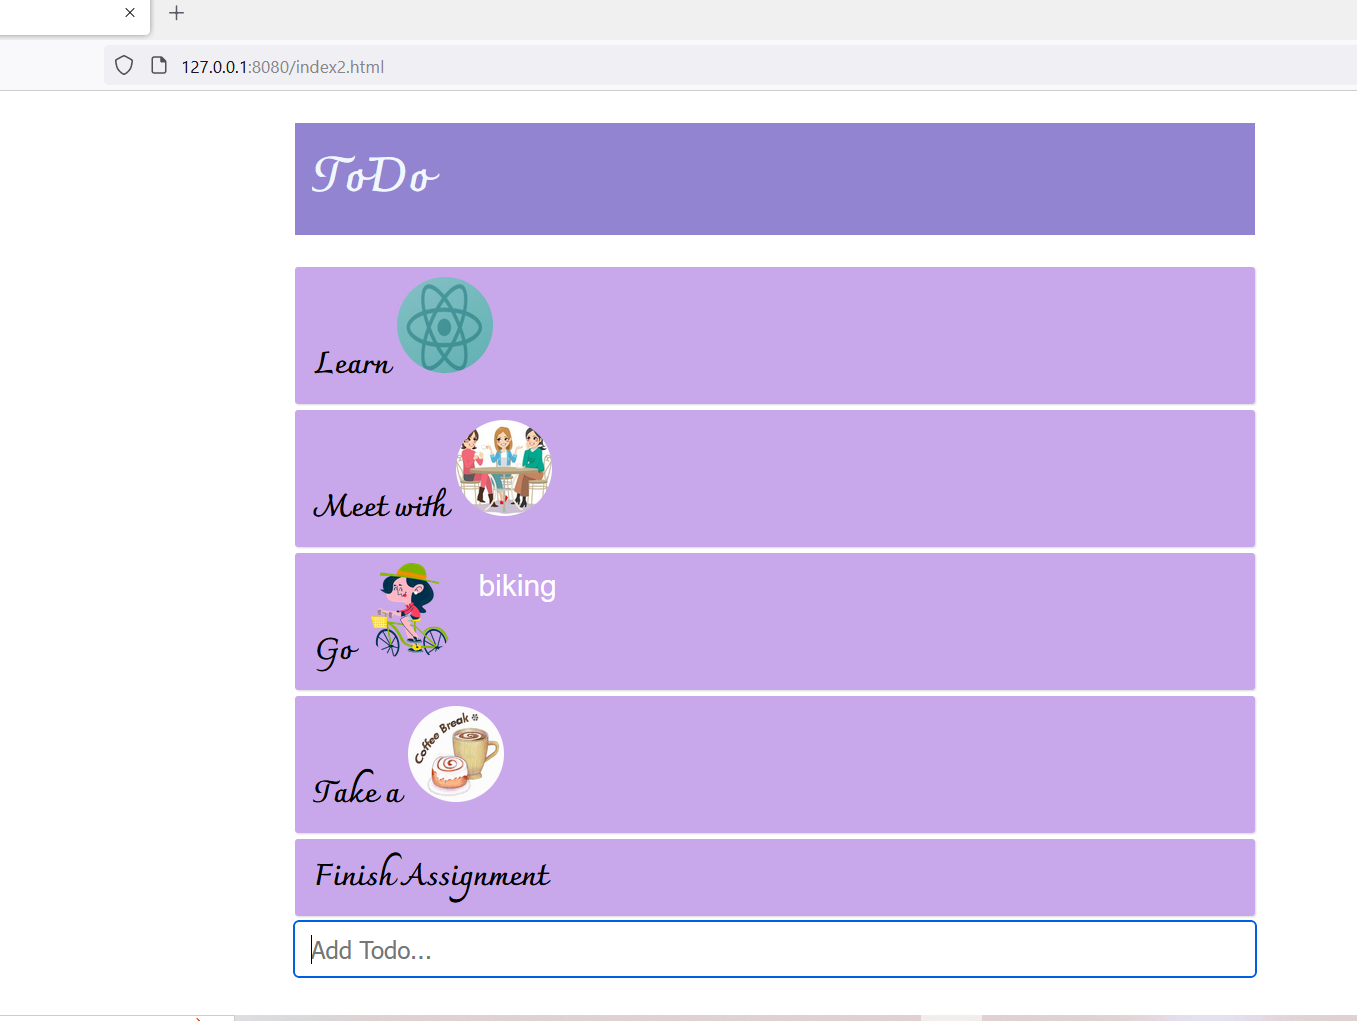 127.0.0.1:8080/index2.html
ToDo
Learn
Meet with
biking
Go
Coffee Break
Take a
Finish Assignment
Add Todo...